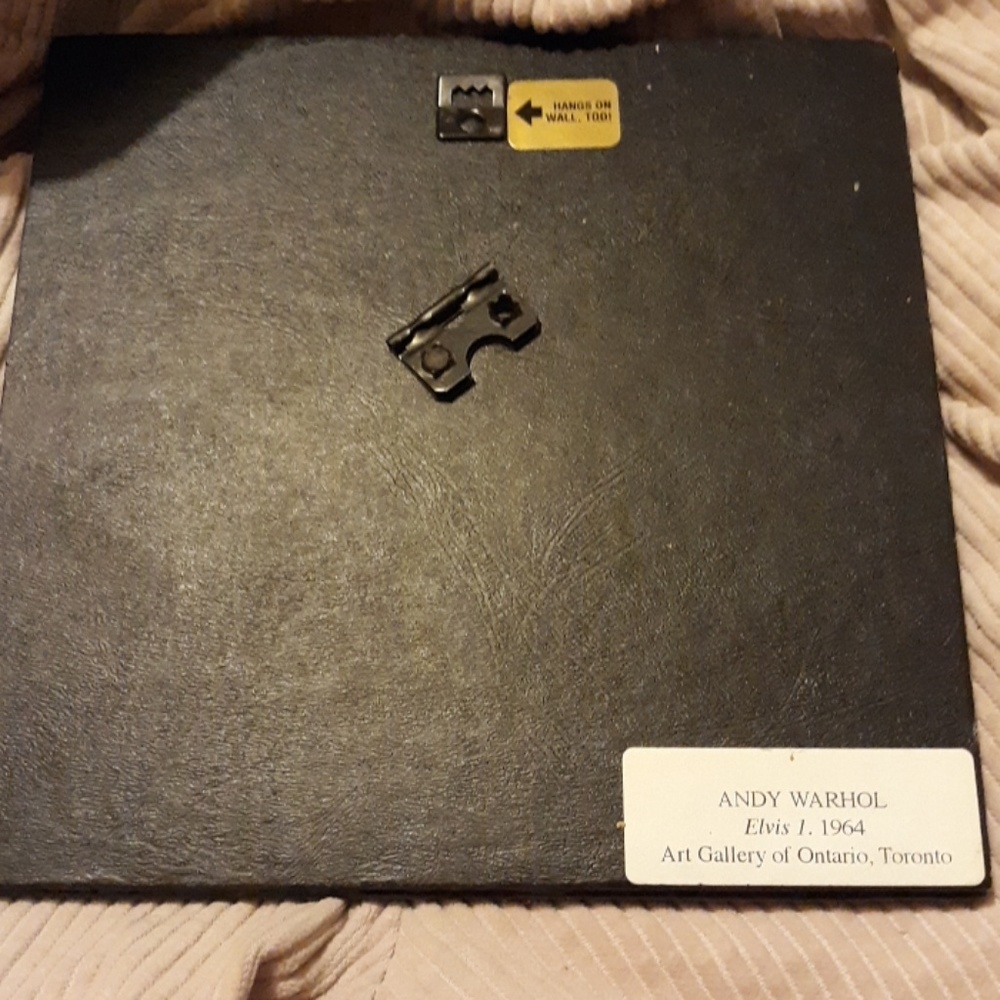 HANGS ON
WALL, TOO!
ANDY WARHOL
Elvis 1. 1964
Art Gallery of Ontario, Toronto